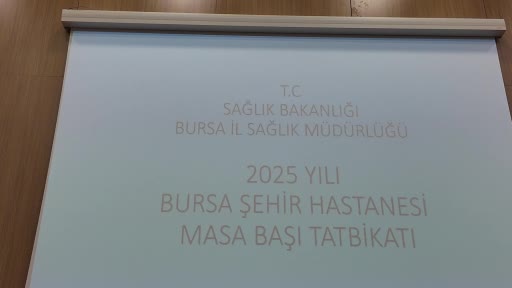 T.C
SAĞLIK BAKANLIĞI
BURSA İL SAĞLIK MÜDÜRLÜĞÜ
2025 YILI
BURSA ŞEHİR HASTANESİ
MASA BAŞI TATBİKATI